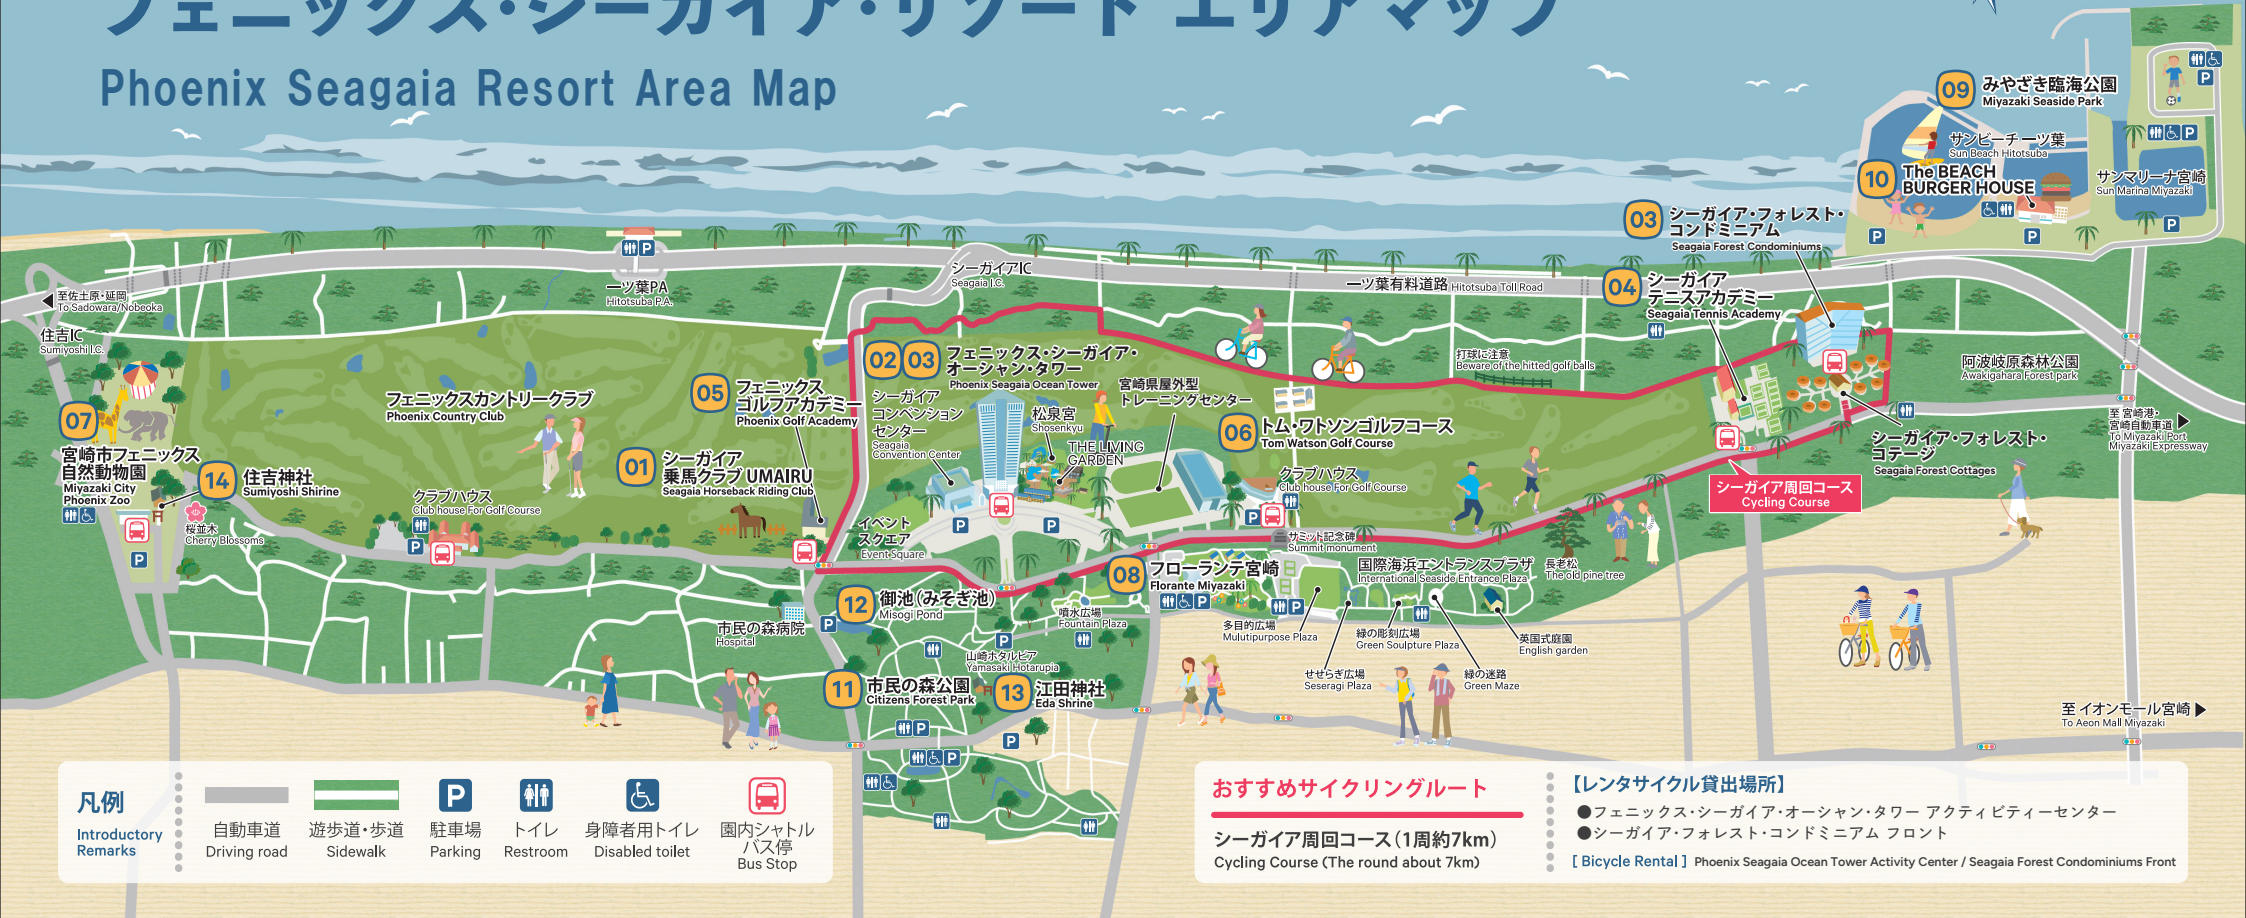 フェニックス・シーガイア・リゾート エリアマップ
Phoenix Seagaia Resort Area Map
09
みやざき臨海公園
Miyazaki Seaside Park
サンビーチ一ツ葉
Sun Beach Hitotsuba
10
The BEACH
BURGER HOUSE
サンマリーナ宮崎
Sun Marina Miyazaki
P
P
P
P
P
03
シーガイア・フォレスト・
コンドミニアム
Seagaia Forest Condominiums
04
シーガイア
テニスアカデミー
Seagaia Tennis Academy
至佐土原・延岡
To Sadowara/Nobeoka
住吉IC
Sumiyoshi I.C.
P
一ツ葉PA
Hitotsuba P.A.
シーガイアIC
Seagaia I.C.
一ツ葉有料道路 Hitotsuba Toll Road
打球に注意
Beware of the hitted golf balls
阿波岐原森林公園
Awakigahara Forest park
至 宮崎港・
宮崎自動車道
To Miyazaki Port
Miyazaki Expressway
フェニックスカントリークラブ
Phoenix Country Club
05
フェニックス
ゴルフアカデミー
Phoenix Golf Academy
02
03
フェニックス・シーガイア・
オーシャン・タワー
Phoenix Seagaia Ocean Tower
シーガイア
コンベンション
センター
Seagaia
Convention Center
松泉宮
Shosenkyu
THE LIVING
GARDEN
宮崎県屋外型
トレーニングセンター
06
トム・ワトソンゴルフコース
Tom Watson Golf Course
クラブハウス
Club house For Golf Course
P
シーガイア・フォレスト・
コテージ
Seagaia Forest Cottages
シーガイア周回コース
Cycling Course
07
宮崎市フェニックス
自然動物園
Miyazaki City
Phoenix Zoo
P
14
住吉神社
Sumiyoshi Shrine
桜並木
Cherry Blossoms
クラブハウス
Club house For Golf Course
P
01
シーガイア
乗馬クラブ UMAIRU
Seagaia Horseback Riding Club
イベント
スクエア
Event Square
P
P
サミット記念碑
Summit monument
08
フローランテ宮崎
Florante Miyazaki
P
P
国際海浜エントランスプラザ
International Seaside Entrance Plaza
長老松
The old pine tree
12
御池（みそぎ池）
Misogi Pond
P
市民の森病院
Hospital
噴水広場
Fountain Plaza
P
山崎ホタルピア
Yamasaki Hotarupia
多目的広場
Mulutipurpose Plaza
緑の彫刻広場
Green Soulpture Plaza
英国式庭園
English garden
せせらぎ広場
Seseragi Plaza
緑の迷路
Green Maze
11
市民の森公園
Citizens Forest Park
13
江田神社
Eda Shrine
P
P
P
至 イオンモール宮崎
To Aeon Mall Miyazaki
凡例
Introductory
Remarks
自動車道
Driving road
遊歩道・歩道
Sidewalk
P
駐車場
Parking
トイレ
Restroom
身障者用トイレ
Disabled toilet
園内シャトル
バス停
Bus Stop
おすすめサイクリングルート
シーガイア周回コース（1周約7km）
Cycling Course (The round about 7km)
【レンタサイクル貸出場所】
●フェニックス・シーガイア・オーシャン・タワー アクティビティーセンター
●シーガイア・フォレスト・コンドミニアム フロント
[ Bicycle Rental ] Phoenix Seagaia Ocean Tower Activity Center / Seagaia Forest Condominiums Front